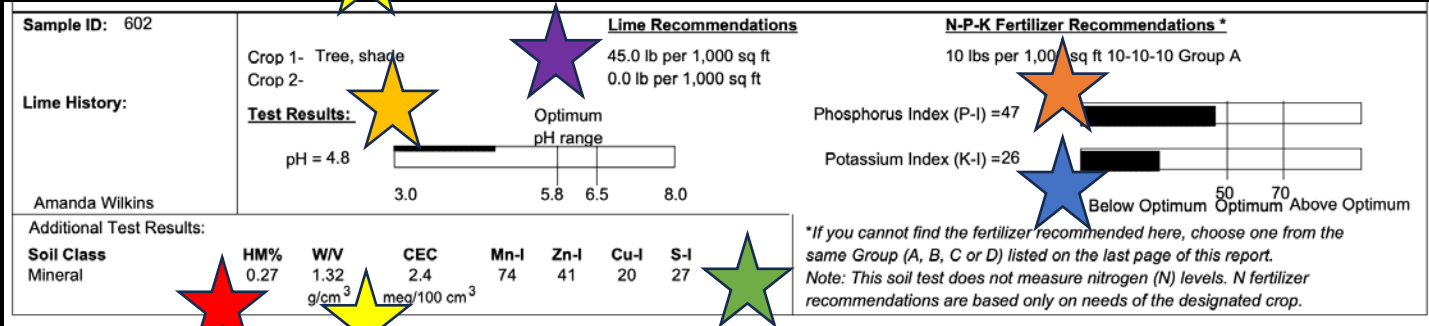 Sample ID: 602
Lime Recommendations
N-P-K Fertilizer Recommendations *
Crop 1- Tree, shade
45.0 lb per 1,000 sq ft
10 lbs per 1,000 sq ft 10-10-10 Group A
Crop 2-
0.0 lb per 1,000 sq ft
Lime History:
Test Results:
Optimum
pH range
Phosphorus Index (P-I) =47
pH = 4.8
Potassium Index (K-I) =26
3.0 5.8 6.5 8.0
50 70
Below Optimum Optimum Above Optimum
Amanda Wilkins
Additional Test Results:
Soil Class HM% W/V CEC Mn-I Zn-I Cu-I S-I
Mineral 0.27 1.32 2.4 74 41 20 27
g/cm3 meg/100 cm3
*If you cannot find the fertilizer recommended here, choose one from the
same Group (A, B, C or D) listed on the last page of this report.
Note: This soil test does not measure nitrogen (N) levels. N fertilizer
recommendations are based only on needs of the designated crop.